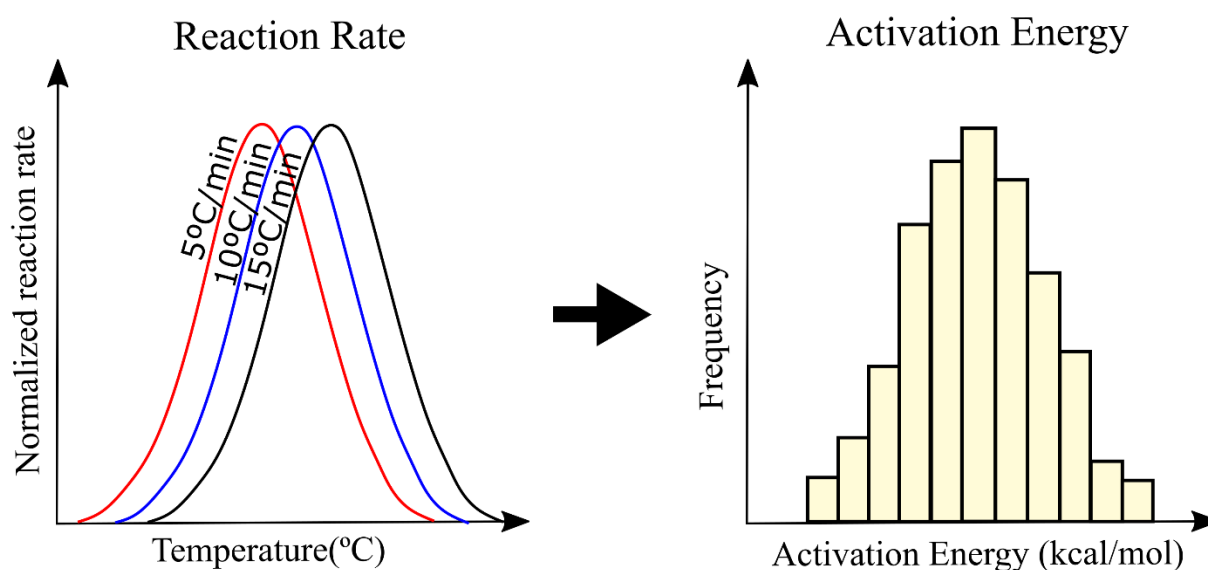 Reaction Rate
Normalized reaction rate
5ºC/min
10ºC/min
15ºC/min
Temperature(ºC)
Activation Energy
Frequency
Activation Energy (kcal/mol)